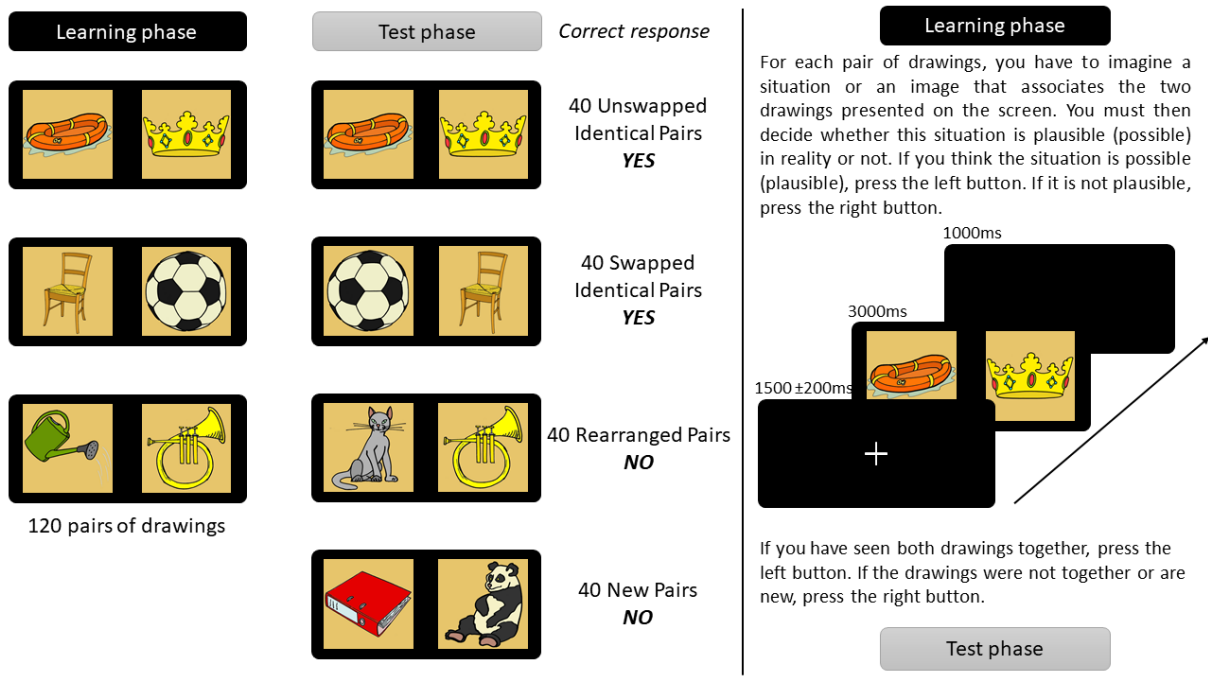 Learning phase
Test phase
Correct response
40 Unswapped
Identical Pairs
YES
40 Swapped
Identical Pairs
YES
40 Rearranged Pairs
NO
120 pairs of drawings
40 New Pairs
NO
Learning phase
For each pair of drawings, you have to imagine a
situation or an image that associates the two
drawings presented on the screen. You must then
decide whether this situation is plausible (possible)
in reality or not. If you think the situation is possible
(plausible), press the left button. If it is not plausible,
press the right button.
1000ms
3000ms
1500 ±200ms
If you have seen both drawings together, press the
left button. If the drawings were not together or are
new, press the right button.
Test phase